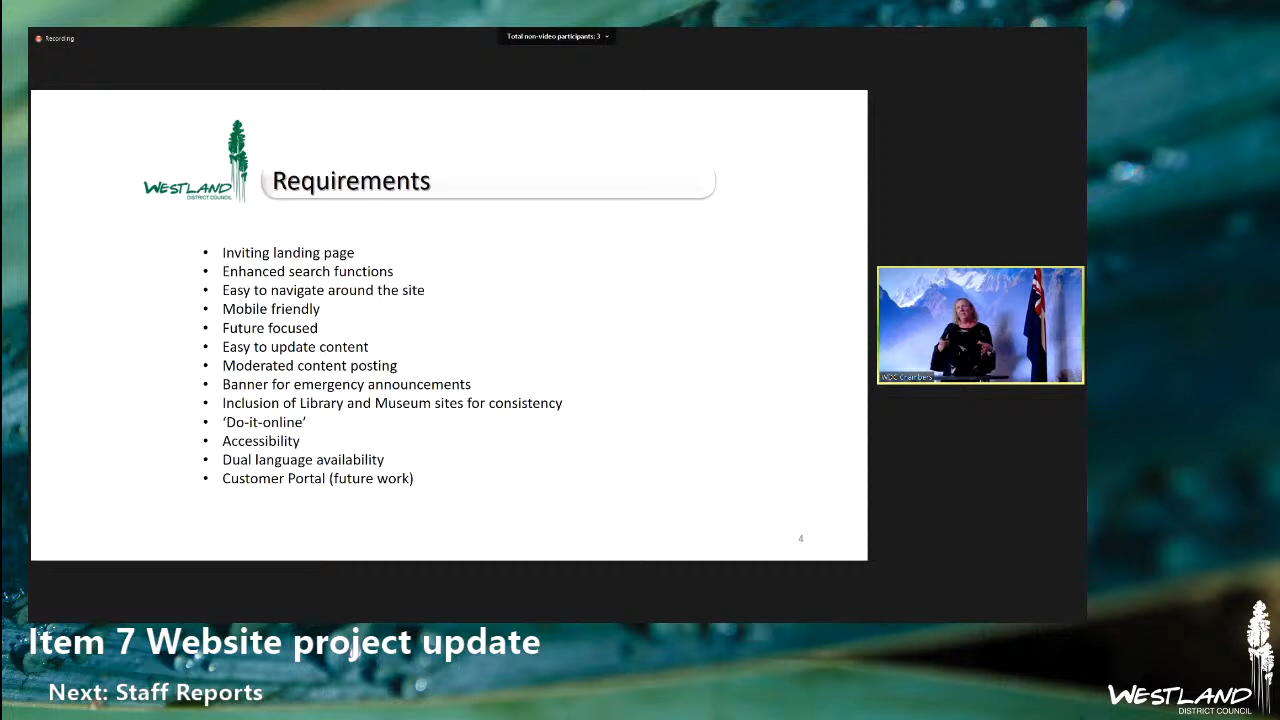 Recording
Total non-video participants: 3
WESTLAND
DISTRICT COUNCIL
Requirements
• Inviting landing page
• Enhanced search functions
• Easy to navigate around the site
• Mobile friendly
• Future focused
• Easy to update content
• Moderated content posting
• Banner for emergency announcements
• Inclusion of Library and Museum sites for consistency
• ‘Do-it-online’
• Accessibility
• Dual language availability
• Customer Portal (future work)
4
WDC Chambers
Item 7 Website project update
Next: Staff Reports
WESTLAND
DISTRICT COUNCIL